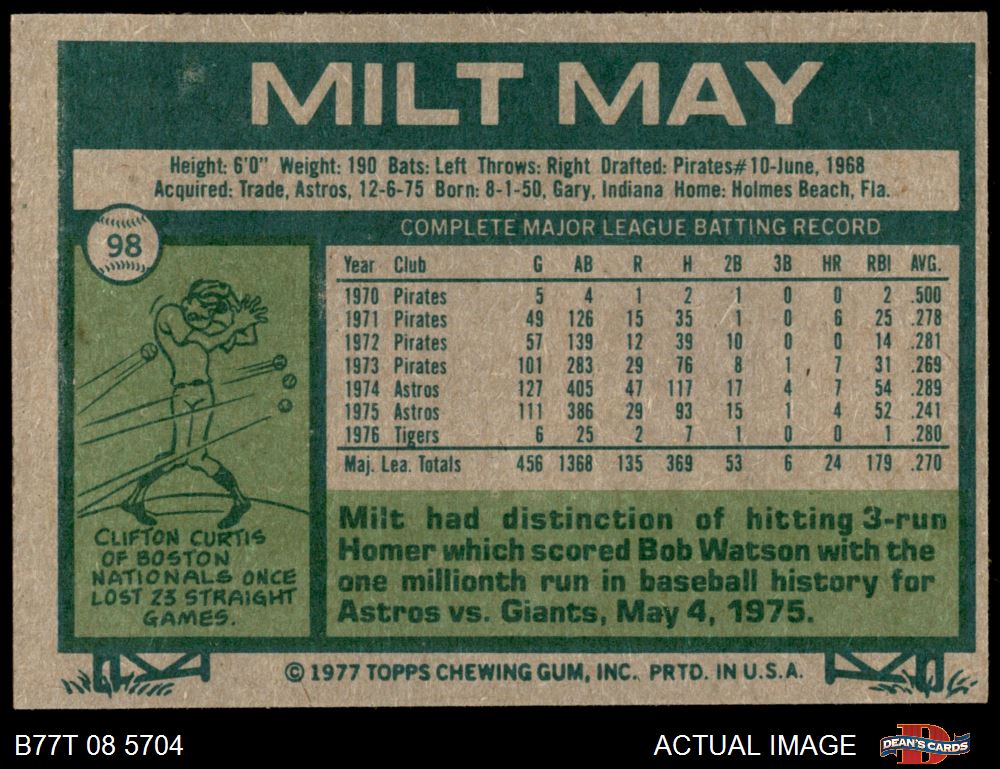 MILT MAY
Height: 6'0" Weight: 190 Bats: Left Throws: Right Drafted: Pirates#10-June, 1968
Acquired: Trade, Astros, 12-6-75 Born: 8-1-50, Gary, Indiana Home: Holmes Beach, Fla.
98
COMPLETE MAJOR LEAGUE BATTING RECORD
Year Club G AB R H 2B 3B HR RBI AVG.
1970 Pirates 5 4 1 2 1 0 0 2 .500
1971 Pirates 49 126 15 35 1 0 6 25 .278
1972 Pirates 57 139 12 39 10 0 0 14 .281
1973 Pirates 101 283 29 76 8 1 7 31 .269
1974 Astros 127 405 47 117 17 4 7 54 .289
1975 Astros 111 386 29 93 15 1 4 52 .241
1976 Tigers 6 25 2 7 1 0 0 1 .280
Maj. Lea. Totals 456 1368 135 369 53 6 24 179 .270
CLIFTON CURTIS
OF BOSTON
NATIONALS ONCE
LOST 23 STRAIGHT
GAMES.
Milt had distinction of hitting 3-run
Homer which scored Bob Watson with the
one millionth run in baseball history for
Astros vs. Giants, May 4, 1975.
© 1977 TOPPS CHEWING GUM, INC. PRTD. IN U.S.A.
B77T 08 5704
ACTUAL IMAGE
DEAN'S CARDS